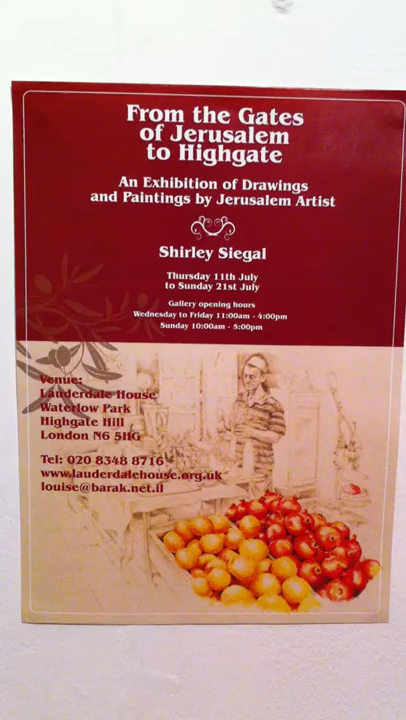 From the Gates
of Jerusalem
to Highgate
An Exhibition of Drawings
and Paintings by Jerusalem Artist
Shirley Siegal
Thursday 11th July
to Sunday 21st July
Gallery opening hours
Wednesday to Friday 11:00am - 4:00pm
Sunday 10:00am - 5:00pm
Venue:
Lauderdale House
Waterlow Park
Highgate Hill
London N6 5HG
Tel: 020 8348 8716
www.lauderdalehouse.org.uk
louise@barak.net.il